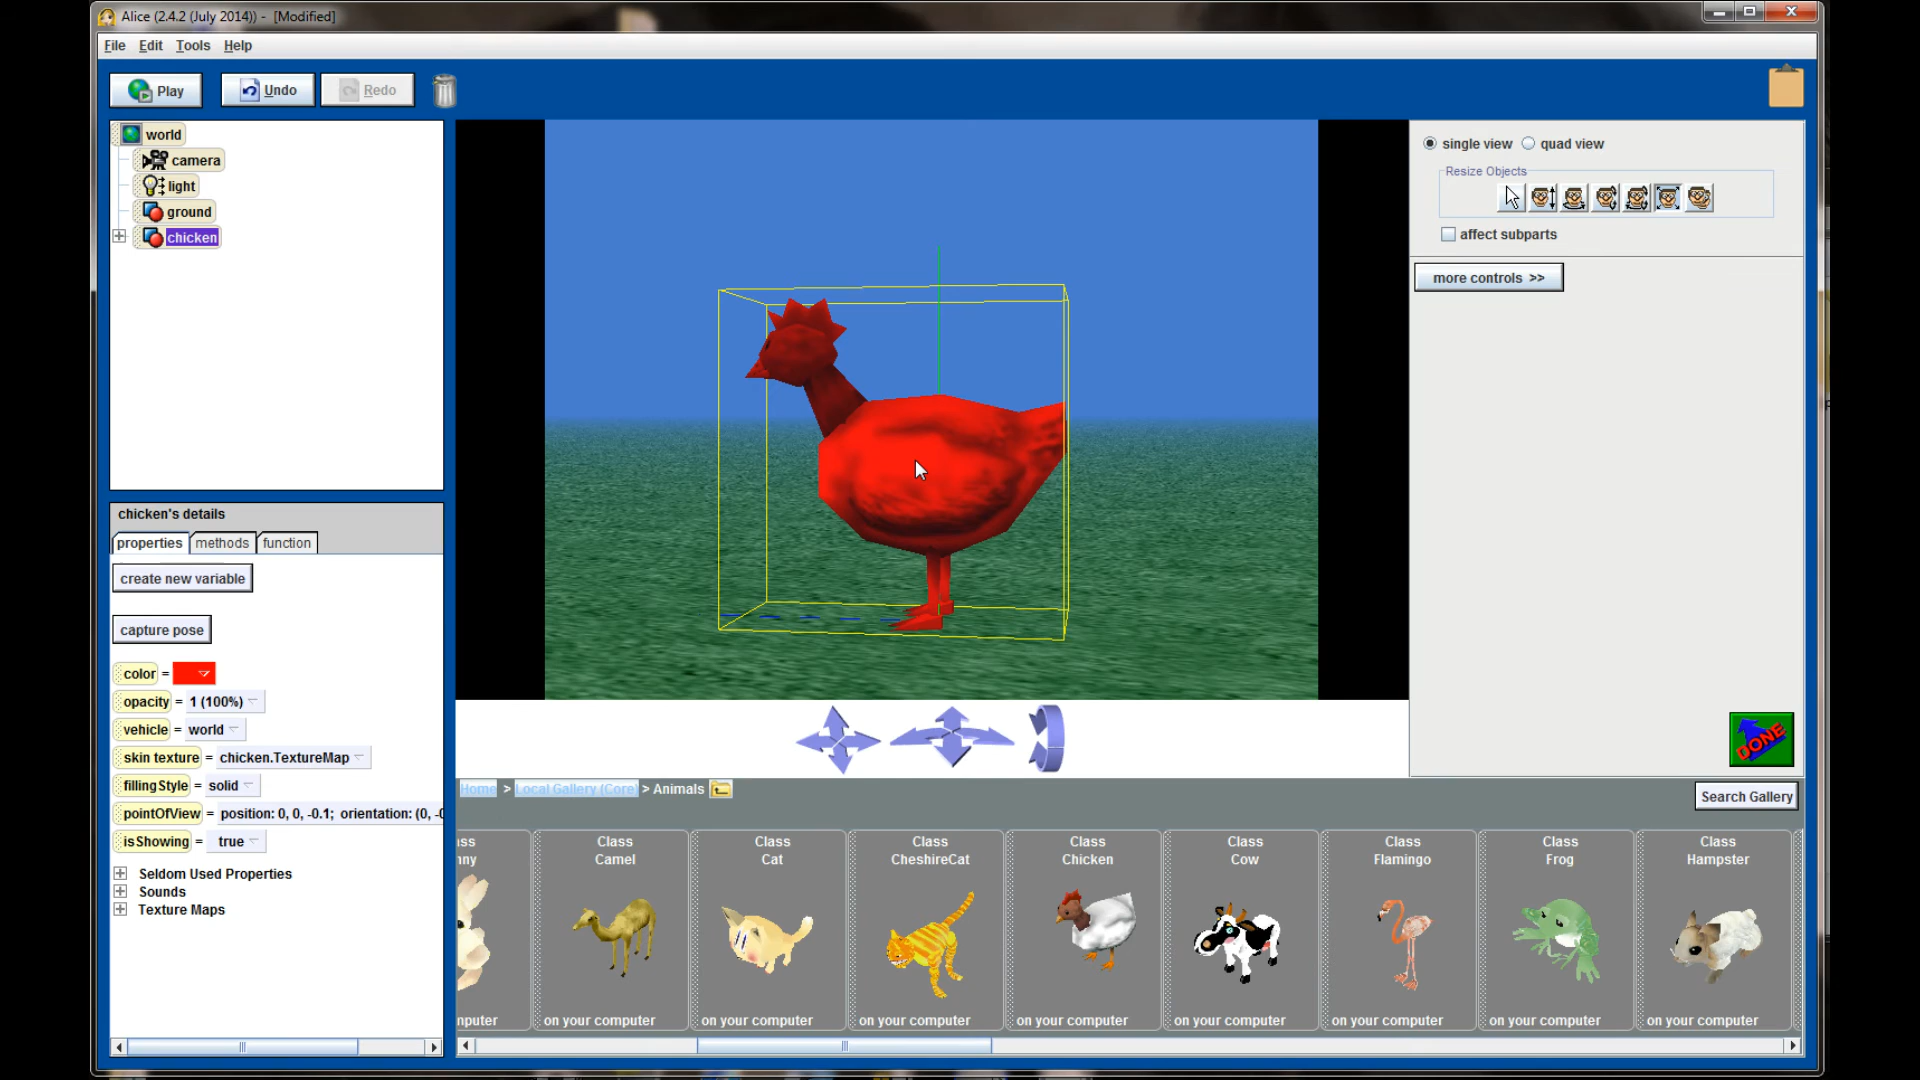 Alice (2.4.2 (July 2014)) - [Modified]
File Edit Tools Help
Play Undo Redo
world
camera
light
ground
chicken
single view quad view
Resize Objects
affect subparts
more controls >>
DONE
chicken's details
properties methods function
create new variable
capture pose
color =
opacity = 1 (100%)
vehicle = world
skin texture = chicken.TextureMap
fillingStyle = solid
pointOfView = position: 0, 0, -0.1; orientation: (0, -0
isShowing = true
Seldom Used Properties
Sounds
Texture Maps
Home > Local Gallery (Core) > Animals
Search Gallery
ss
nny
nputer
Class
Camel
on your computer
Class
Cat
on your computer
Class
CheshireCat
on your computer
Class
Chicken
on your computer
Class
Cow
on your computer
Class
Flamingo
on your computer
Class
Frog
on your computer
Class
Hampster
on your computer